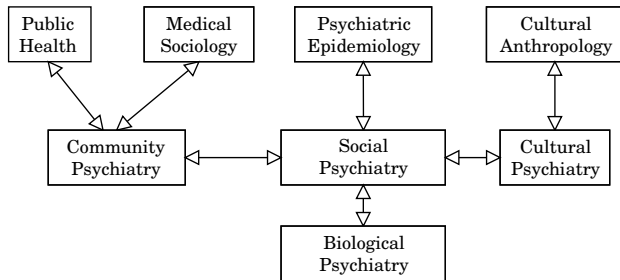 Public
Health
Medical
Sociology
Psychiatric
Epidemiology
Cultural
Anthropology
Community
Psychiatry
Social
Psychiatry
Cultural
Psychiatry
Biological
Psychiatry